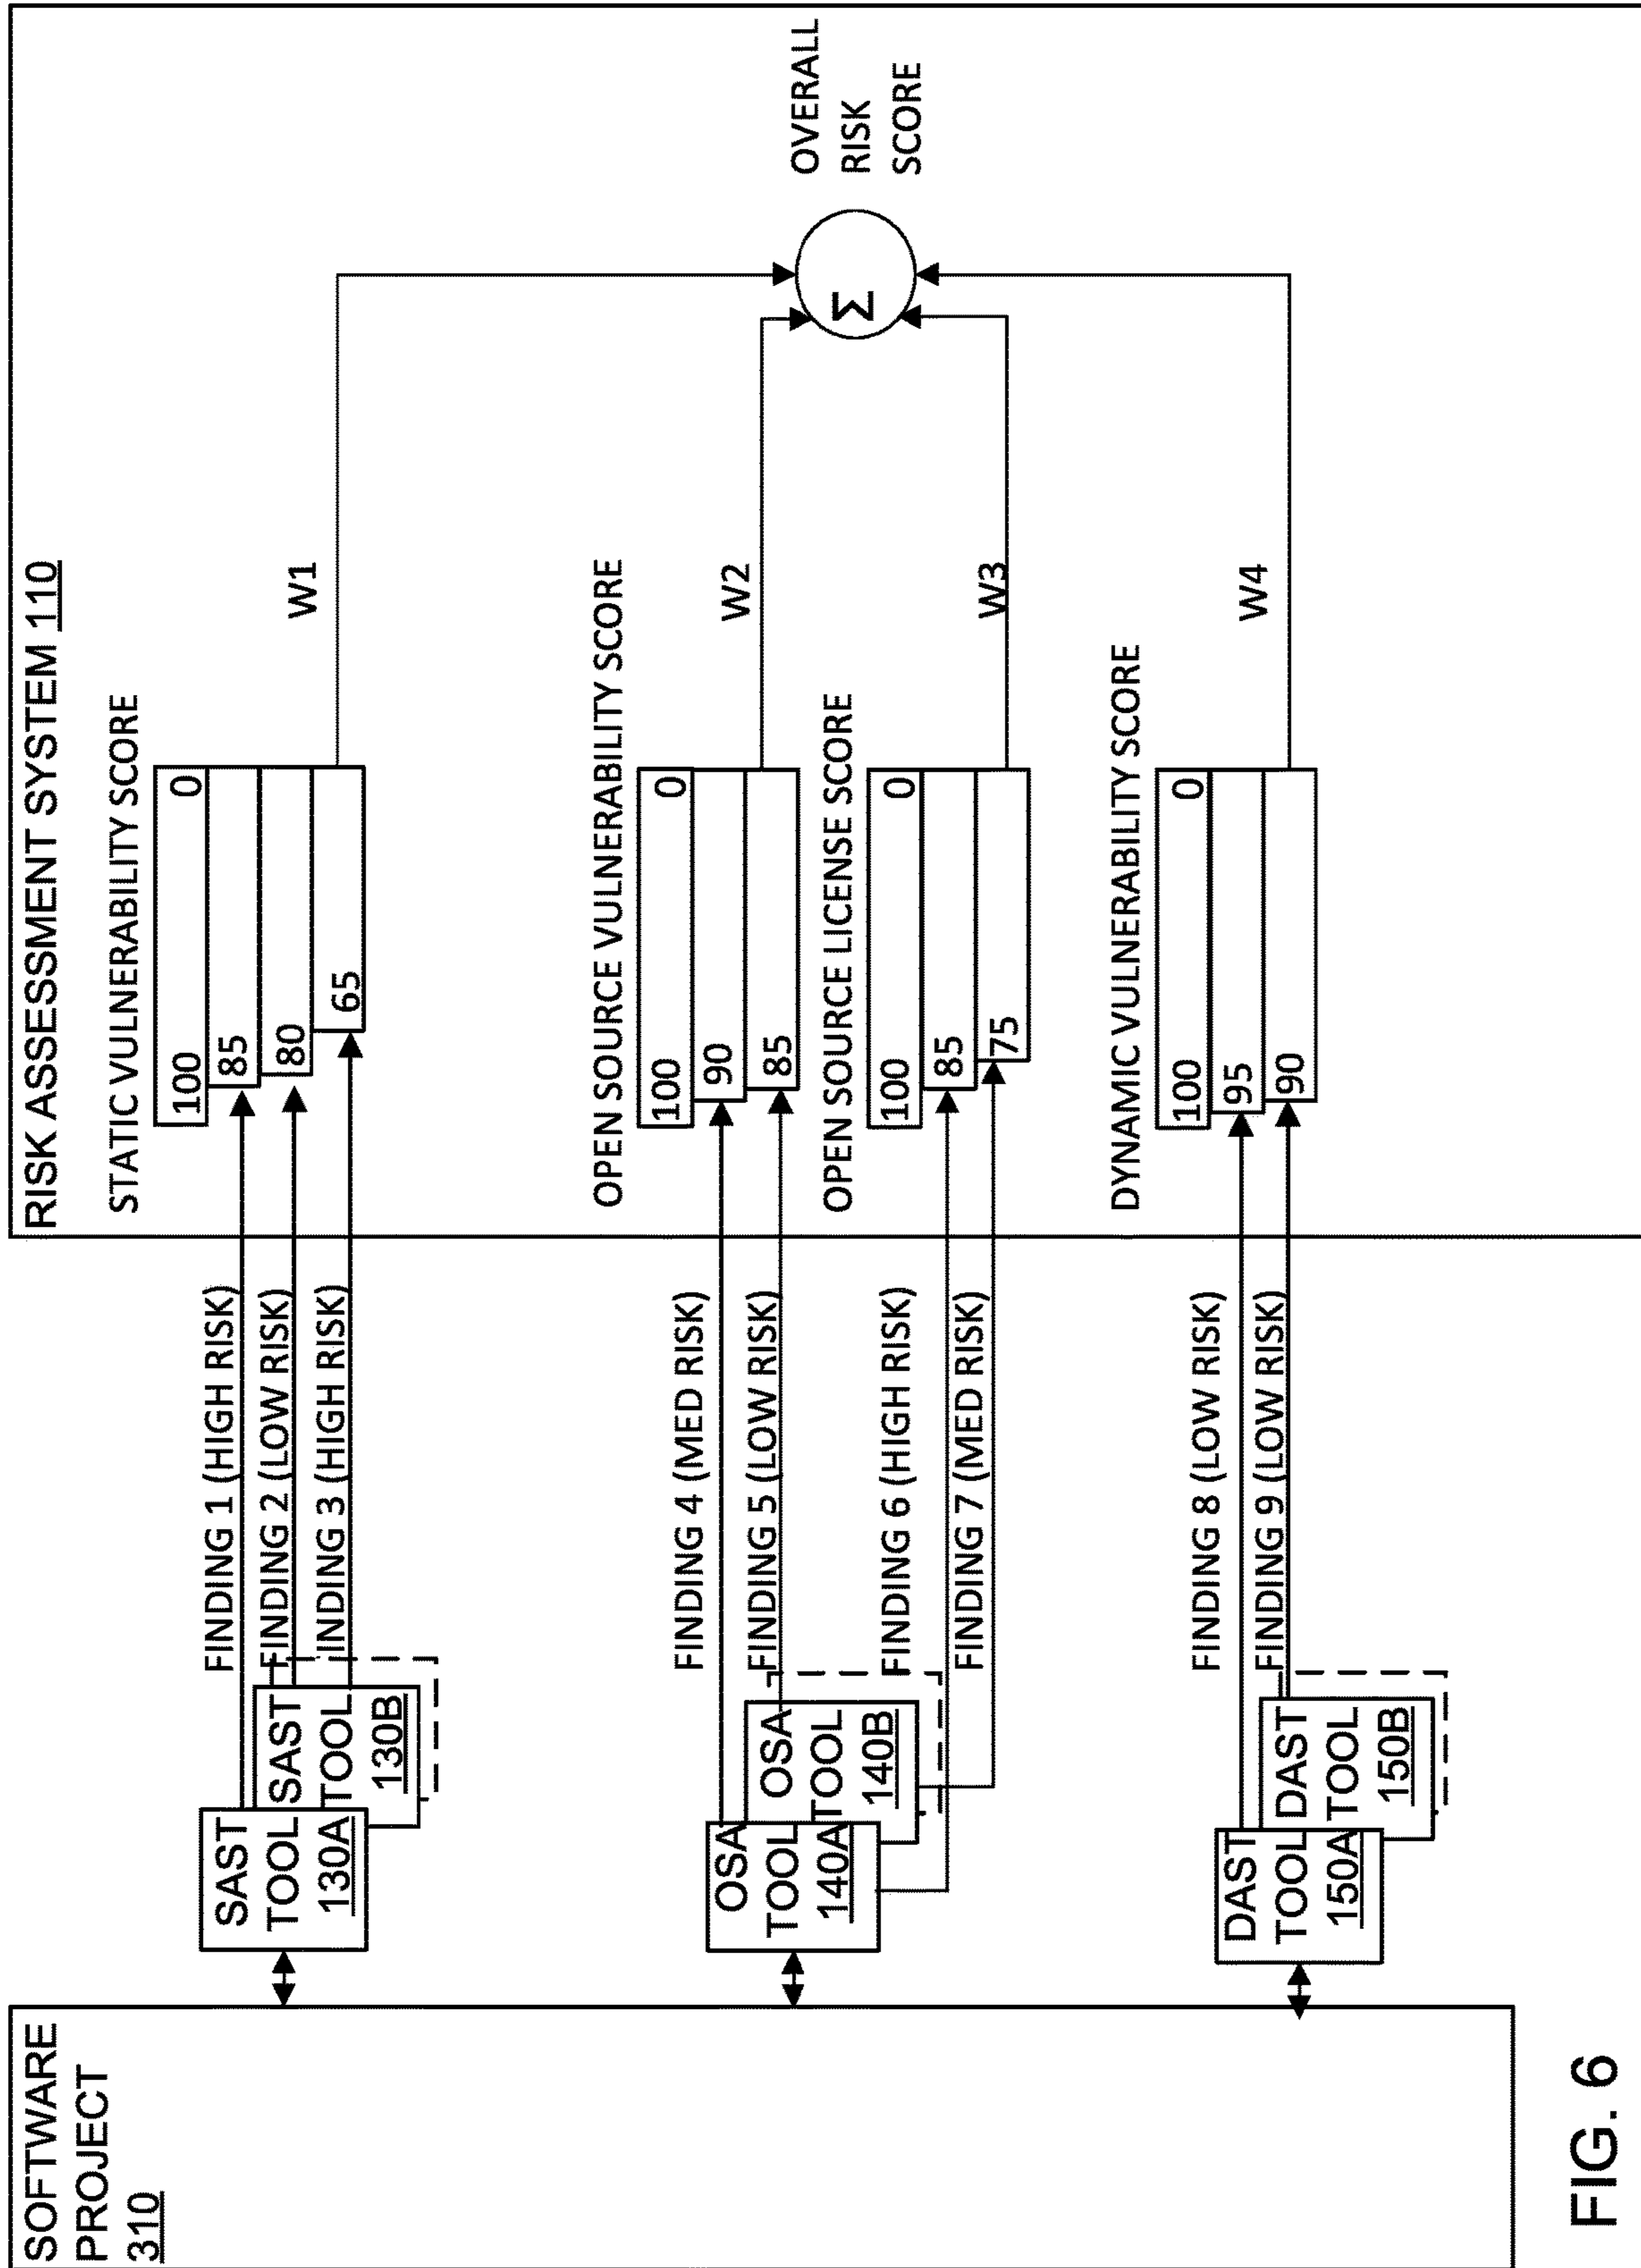 SOFTWARE
PROJECT
310
SAST
TOOL
130A
SAST
TOOL
130B
FINDING 1 (HIGH RISK)
FINDING 2 (LOW RISK)
FINDING 3 (HIGH RISK)
OSA
TOOL
140A
OSA
TOOL
140B
FINDING 4 (MED RISK)
FINDING 5 (LOW RISK)
FINDING 6 (HIGH RISK)
FINDING 7 (MED RISK)
DAST
TOOL
150A
DAST
TOOL
150B
FINDING 8 (LOW RISK)
FINDING 9 (LOW RISK)
RISK ASSESSMENT SYSTEM 110
STATIC VULNERABILITY SCORE
100 0
85
80
65
W1
OPEN SOURCE VULNERABILITY SCORE
100 0
90
85
W2
OPEN SOURCE LICENSE SCORE
100 0
85
75
W3
DYNAMIC VULNERABILITY SCORE
100 0
95
90
W4
Σ
OVERALL
RISK
SCORE
FIG. 6